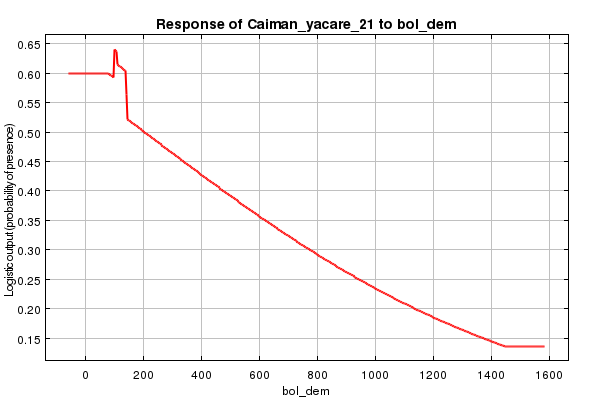 Response of Caiman_yacare_21 to bol_dem
Logistic output (probability of presence)
0.65
0.60
0.55
0.50
0.45
0.40
0.35
0.30
0.25
0.20
0.15
0 200 400 600 800 1000 1200 1400 1600
bol_dem